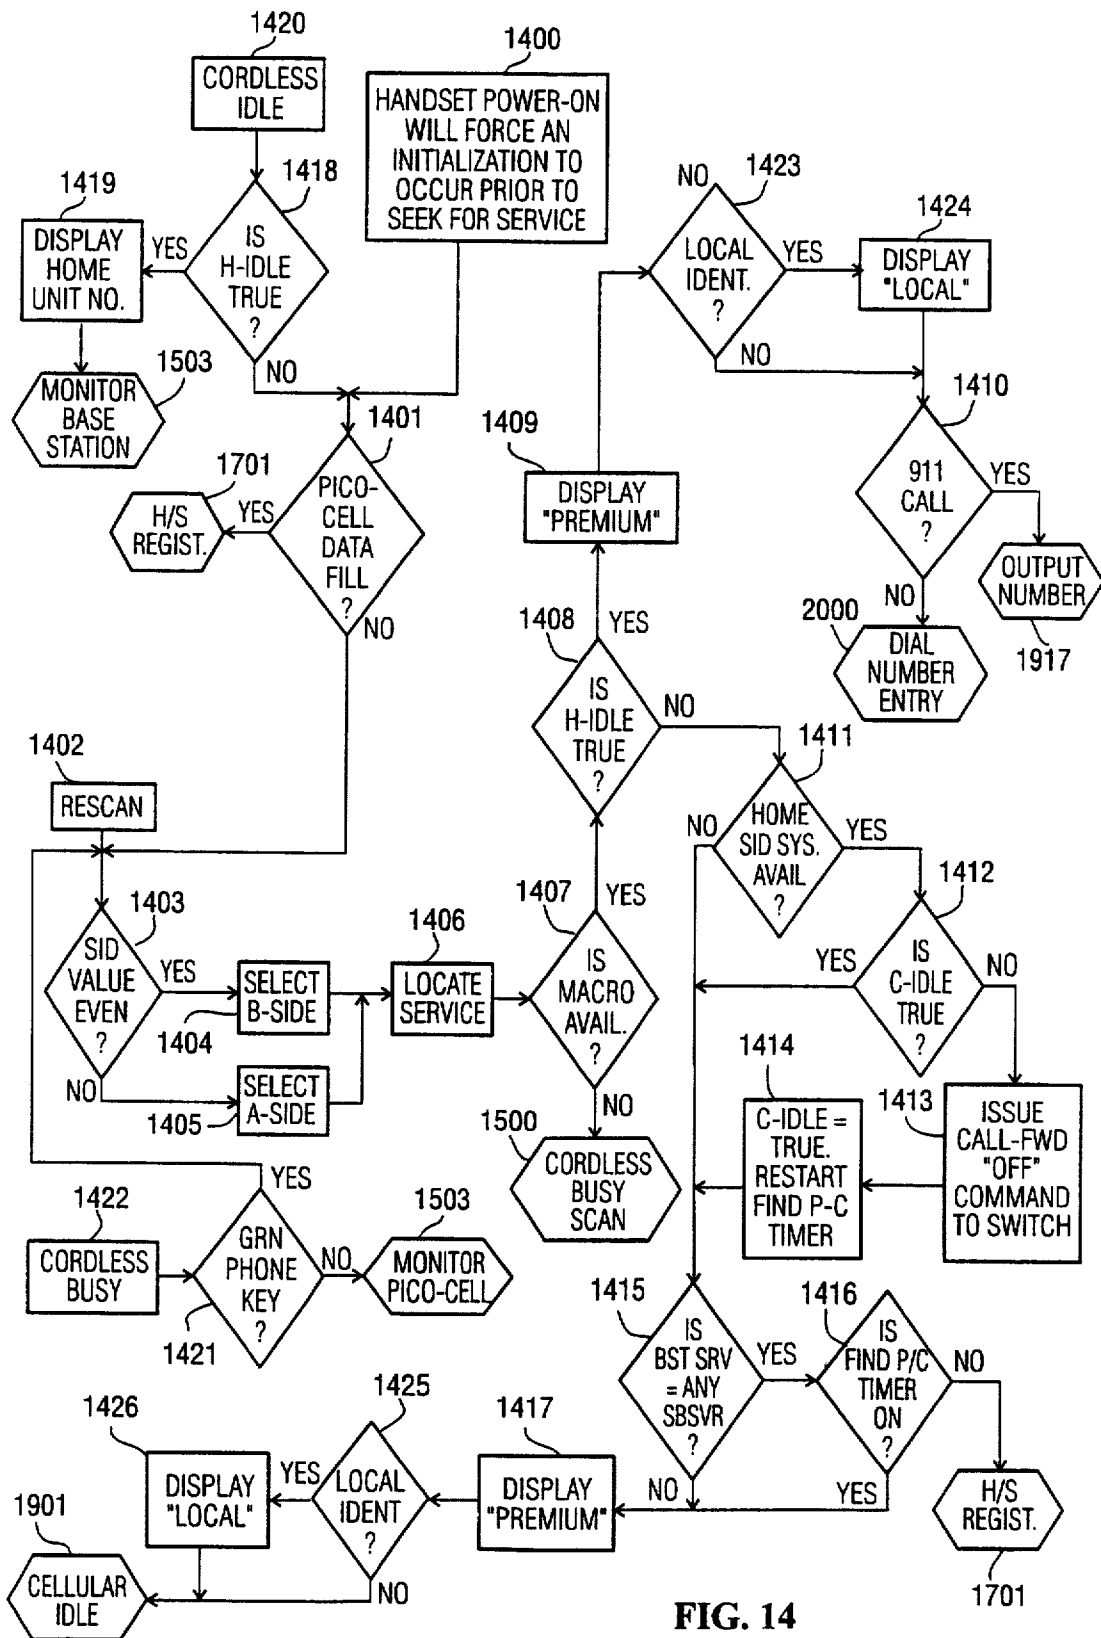 1420
CORDLESS
IDLE
1400
HANDSET POWER-ON
WILL FORCE AN
INITIALIZATION TO
OCCUR PRIOR TO
SEEK FOR SERVICE
1418
IS
H-IDLE
TRUE
?
YES
NO
1419
DISPLAY
HOME
UNIT NO.
1503
MONITOR
BASE
STATION
1401
PICO-
CELL
DATA
FILL
?
YES
NO
1701
H/S
REGIST.
NO
1423
LOCAL
IDENT.
?
YES
NO
1424
DISPLAY
"LOCAL"
1410
911
CALL
?
YES
NO
OUTPUT
NUMBER
1917
2000
DIAL
NUMBER
ENTRY
1409
DISPLAY
"PREMIUM"
1408
YES
IS
H-IDLE
TRUE
?
NO
1402
RESCAN
1403
SID
VALUE
EVEN
?
YES
NO
SELECT
B-SIDE
1404
SELECT
A-SIDE
1405
1406
LOCATE
SERVICE
1407
YES
IS
MACRO
AVAIL.
?
NO
1500
CORDLESS
BUSY
SCAN
1411
HOME
SID SYS.
AVAIL
?
NO
YES
1412
IS
C-IDLE
TRUE
?
YES
NO
1413
ISSUE
CALL-FWD
"OFF"
COMMAND
TO SWITCH
1414
C-IDLE =
TRUE.
RESTART
FIND P-C
TIMER
1422
CORDLESS
BUSY
YES
GRN
PHONE
KEY
?
1421
NO
1503
MONITOR
PICO-CELL
1415
IS
BST SRV
= ANY
SBSVR
?
YES
NO
1416
IS
FIND P/C
TIMER
ON
?
NO
YES
H/S
REGIST.
1701
1417
DISPLAY
"PREMIUM"
1425
LOCAL
IDENT
?
YES
NO
1426
DISPLAY
"LOCAL"
1901
CELLULAR
IDLE
FIG. 14